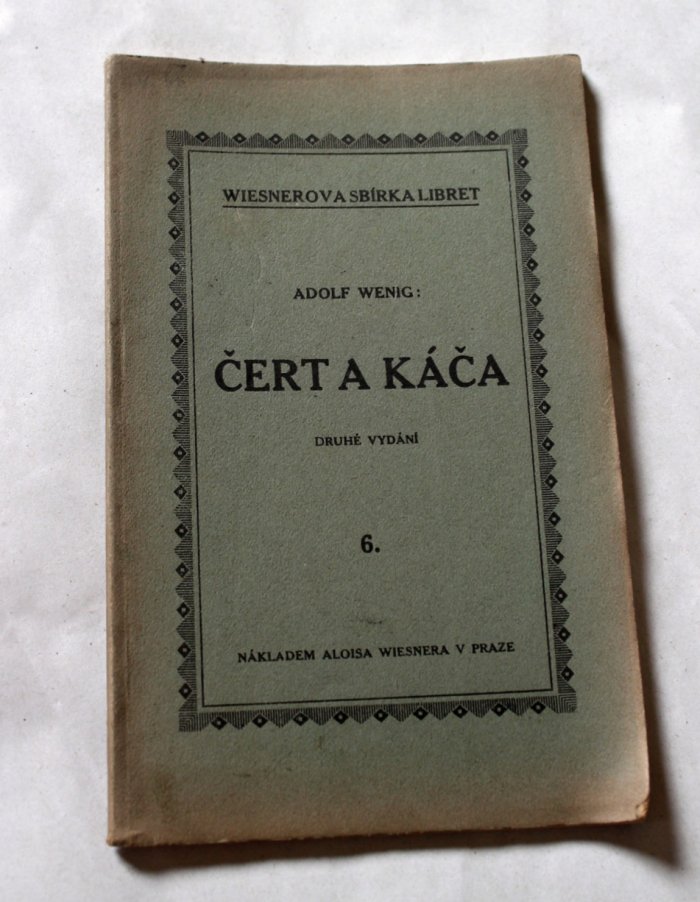 WIESNEROVA SBÍRKA LIBRET
ADOLF WENIG:
ČERT A KÁČA
DRUHÉ VYDÁNÍ
6.
NÁKLADEM ALOISA WIESNERA V PRAZE